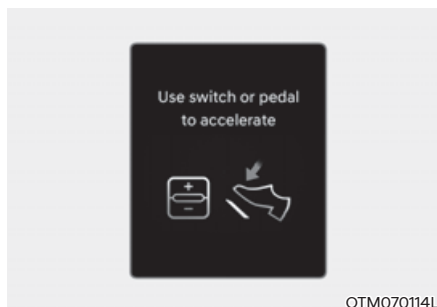 Use switch or pedal
to accelerate
+
−
OTM070114L